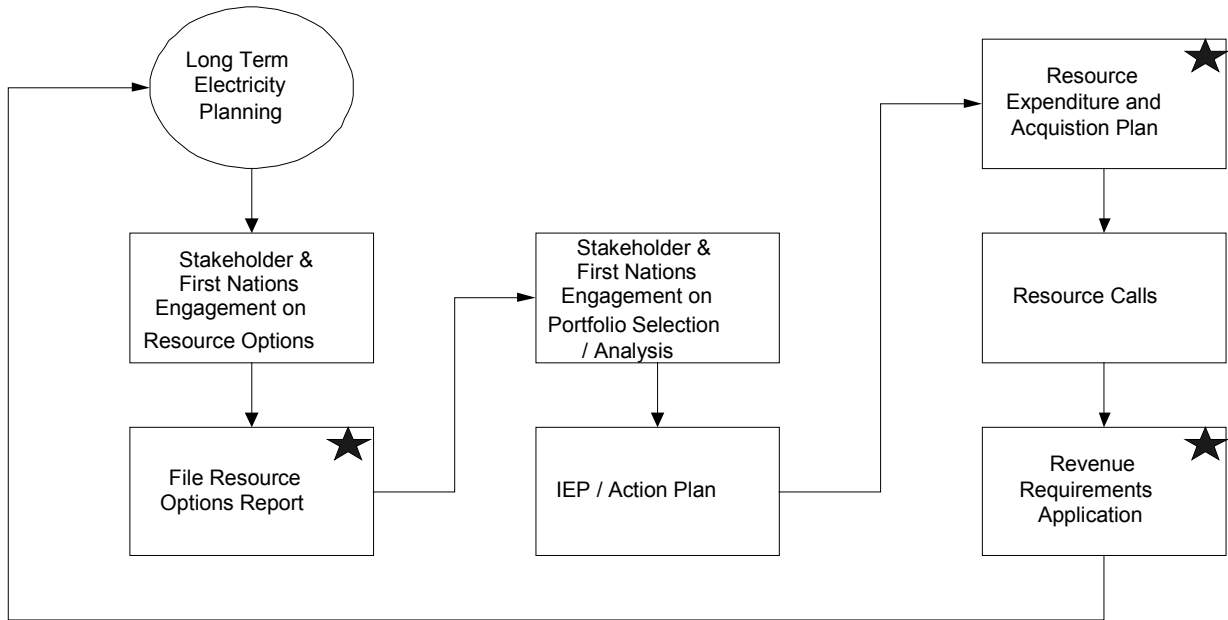 Long Term
Electricity
Planning
Stakeholder &
First Nations
Engagement on
Resource Options
File Resource
Options Report
Stakeholder &
First Nations
Engagement on
Portfolio Selection
/ Analysis
IEP / Action Plan
Resource
Expenditure and
Acquistion Plan
Resource Calls
Revenue
Requirements
Application